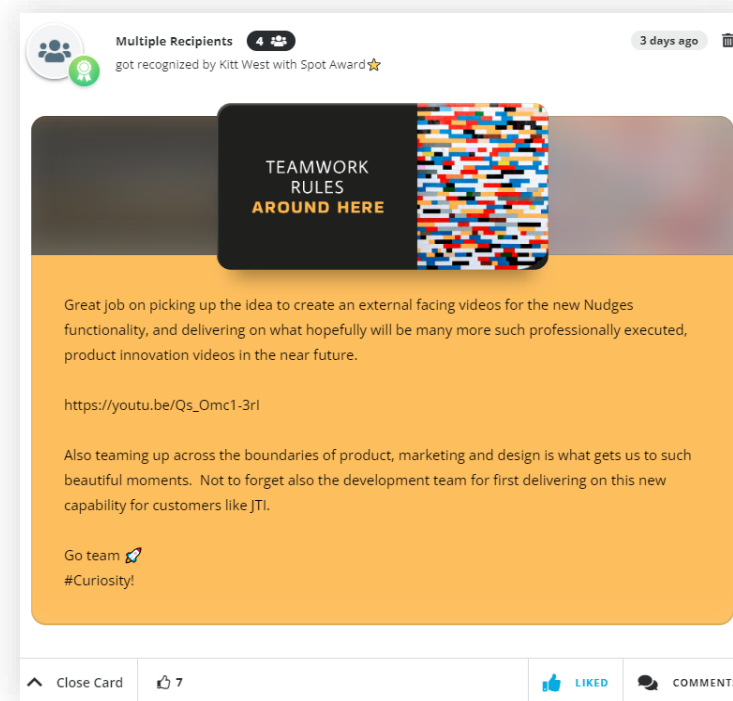 Multiple Recipients 4
3 days ago
got recognized by Kitt West with Spot Award
TEAMWORK
RULES
AROUND HERE
Great job on picking up the idea to create an external facing videos for the new Nudges
functionality, and delivering on what hopefully will be many more such professionally executed,
product innovation videos in the near future.
https://youtu.be/Qs_Omc1-3rI
Also teaming up across the boundaries of product, marketing and design is what gets us to such
beautiful moments.  Not to forget also the development team for first delivering on this new
capability for customers like JTI.
Go team 🚀
#Curiosity!
Close Card
7
LIKED
COMMENTS